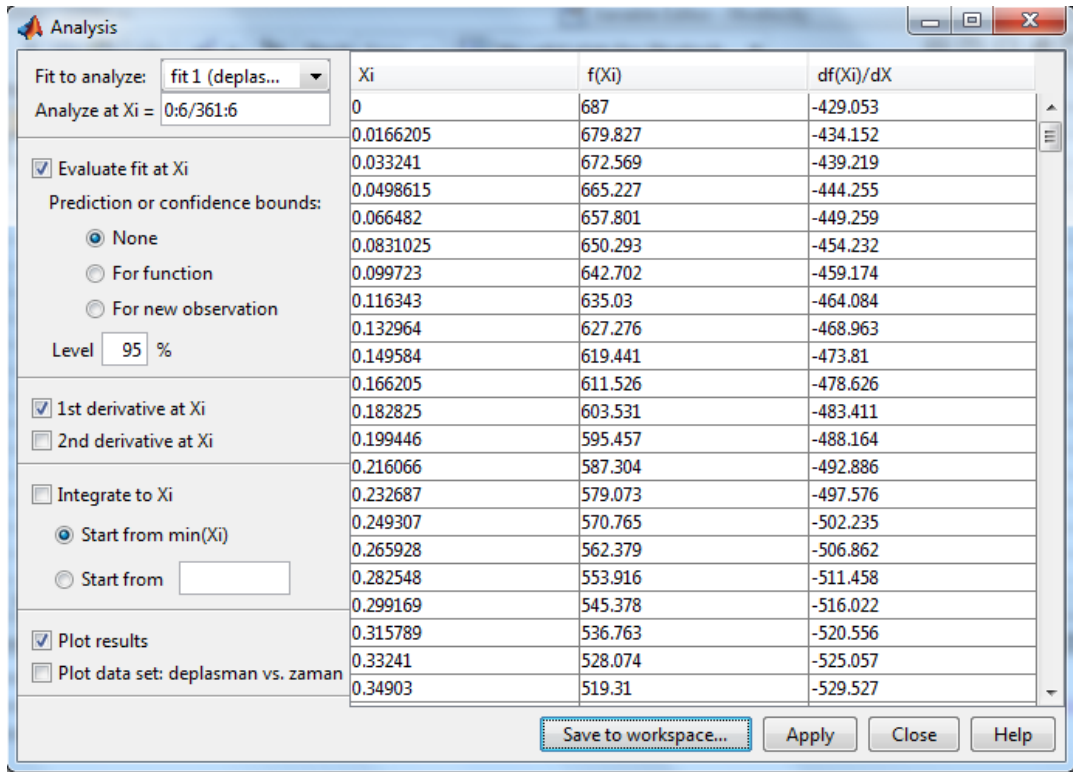 Analysis
Fit to analyze: fit 1 (deplas...
Analyze at Xi = 0:6/361:6
Evaluate fit at Xi
Prediction or confidence bounds:
None
For function
For new observation
Level 95 %
1st derivative at Xi
2nd derivative at Xi
Integrate to Xi
Start from min(Xi)
Start from
Plot results
Plot data set: deplasman vs. zaman
Xi f(Xi) df(Xi)/dX
0 687 -429.053
0.0166205 679.827 -434.152
0.033241 672.569 -439.219
0.0498615 665.227 -444.255
0.066482 657.801 -449.259
0.0831025 650.293 -454.232
0.099723 642.702 -459.174
0.116343 635.03 -464.084
0.132964 627.276 -468.963
0.149584 619.441 -473.81
0.166205 611.526 -478.626
0.182825 603.531 -483.411
0.199446 595.457 -488.164
0.216066 587.304 -492.886
0.232687 579.073 -497.576
0.249307 570.765 -502.235
0.265928 562.379 -506.862
0.282548 553.916 -511.458
0.299169 545.378 -516.022
0.315789 536.763 -520.556
0.33241 528.074 -525.057
0.34903 519.31 -529.527
Save to workspace... Apply Close Help